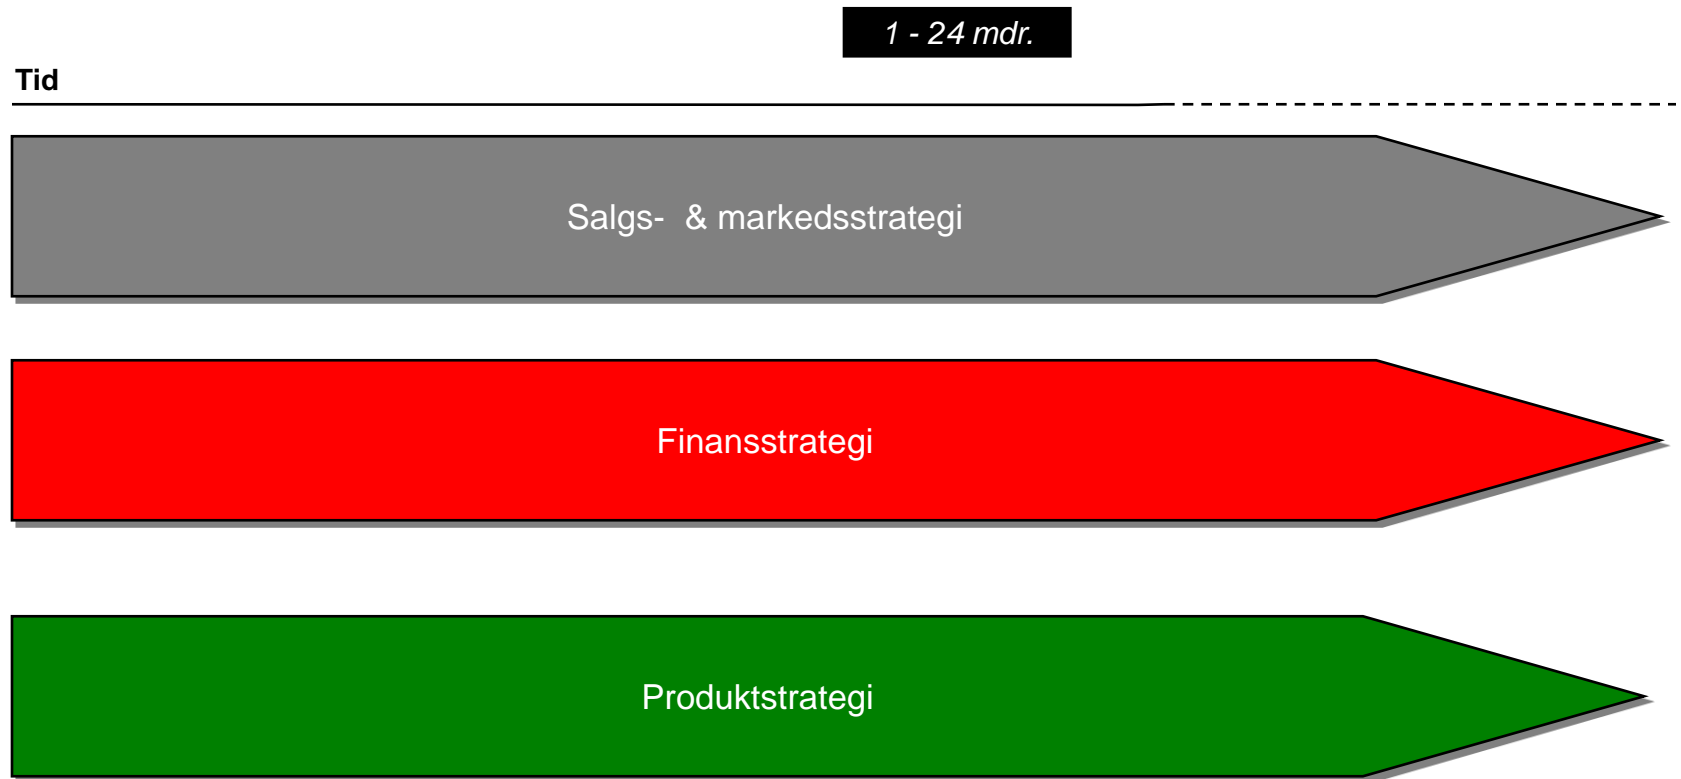 1 - 24 mdr.
Tid
Salgs-  & markedsstrategi
Finansstrategi
Produktstrategi